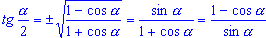 tg α/2 = ±√((1 − cos α)/(1 + cos α)) = sin α/(1 + cos α) = (1 − cos α)/sin α